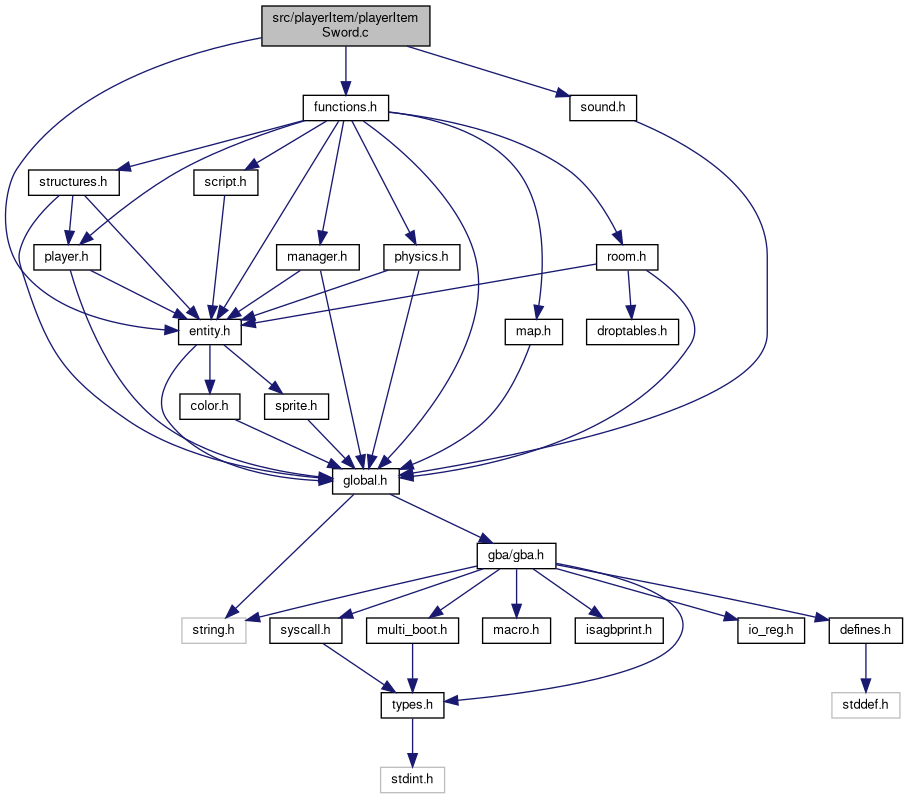 src/playerItem/playerItem
Sword.c
functions.h
sound.h
structures.h
script.h
player.h
manager.h
physics.h
room.h
entity.h
map.h
droptables.h
color.h
sprite.h
global.h
gba/gba.h
string.h
syscall.h
multi_boot.h
macro.h
isagbprint.h
io_reg.h
defines.h
types.h
stddef.h
stdint.h